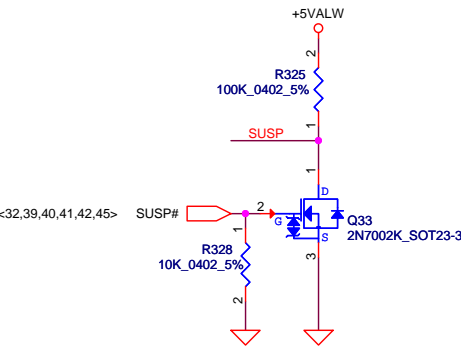 +5VALW
2
R325
100K_0402_5%
1
SUSP
1
D
<32,39,40,41,42,45>
SUSP#
2
G
Q33
2N7002K_SOT23-3
S
1
R328
10K_0402_5%
3
2